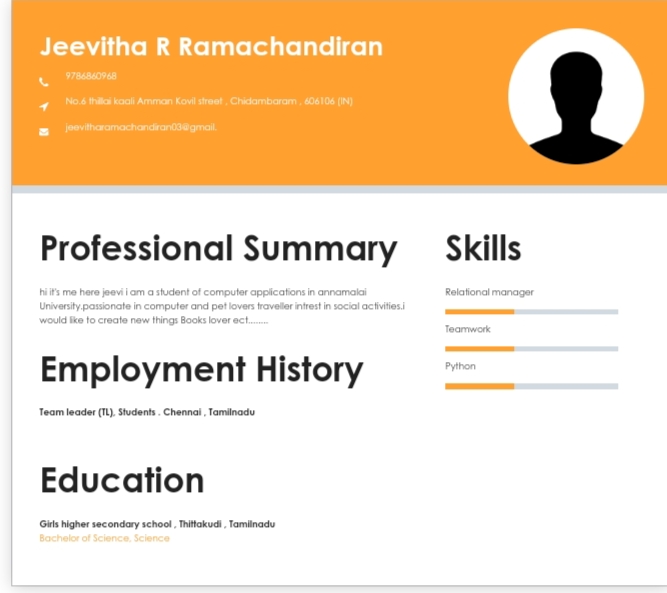 Jeevitha R Ramachandiran
9786860968
No.6 thillai kaali Amman Kovil street , Chidambaram , 606106 (IN)
jeevitharamachandiran03@gmail.
Professional Summary
hi it's me here jeevi i am a student of computer applications in annamalai
University.passionate in computer and pet lovers traveller intrest in social activities.i
would like to create new things Books lover ect........
Employment History
Team leader (TL), Students . Chennai , Tamilnadu
Education
Girls higher secondary school , Thittakudi , Tamilnadu
Bachelor of Science, Science
Skills
Relational manager
Teamwork
Python